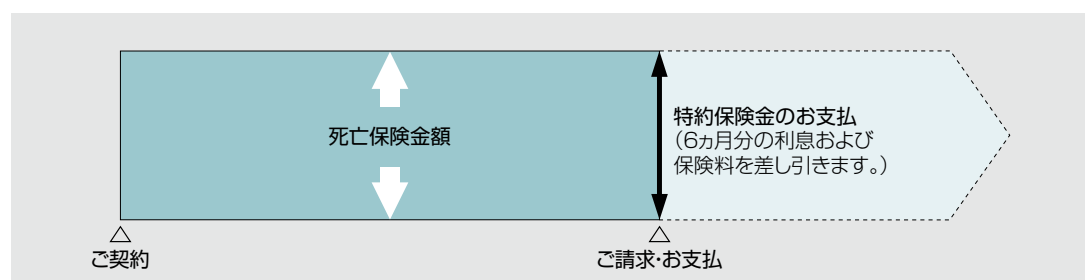 死亡保険金額
特約保険金のお支払
(6ヵ月分の利息および
保険料を差し引きます。)
ご契約
ご請求・お支払